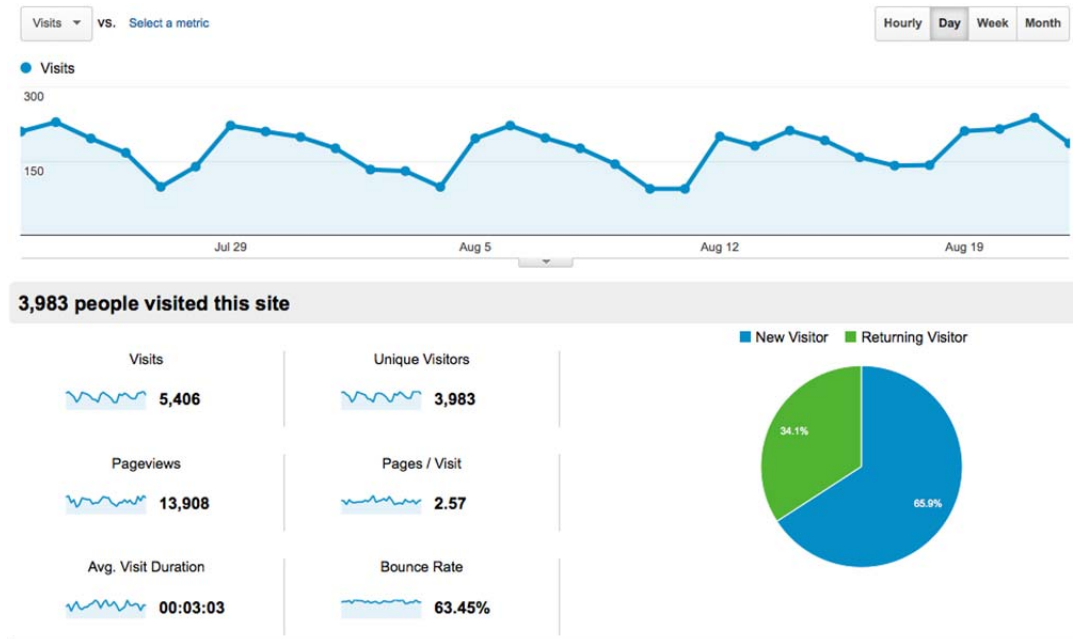 Visits VS. Select a metric Hourly Day Week Month
Visits
300
150
Jul 29 Aug 5 Aug 12 Aug 19
3,983 people visited this site
New Visitor Returning Visitor
Visits Unique Visitors
5,406 3,983
34.1%
Pageviews Pages / Visit
13,908 2.57
65.9%
Avg. Visit Duration Bounce Rate
00:03:03 63.45%